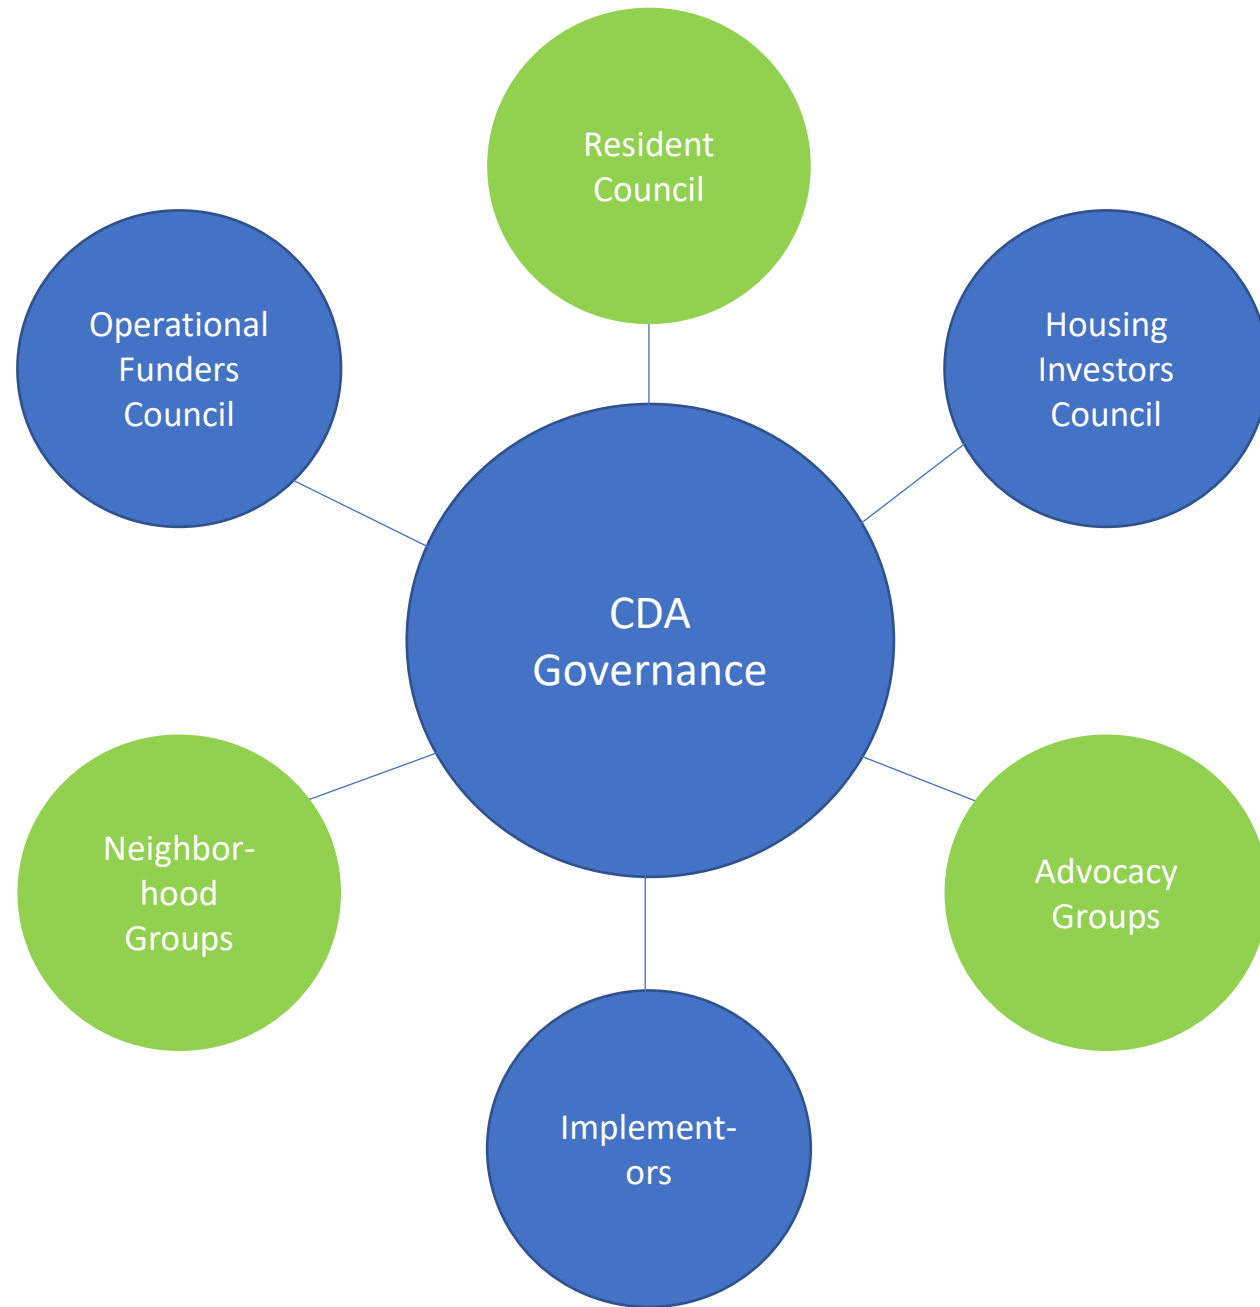 Resident
Council
Operational
Funders
Council
Housing
Investors
Council
CDA
Governance
Neighbor-
hood
Groups
Advocacy
Groups
Implement-
ors